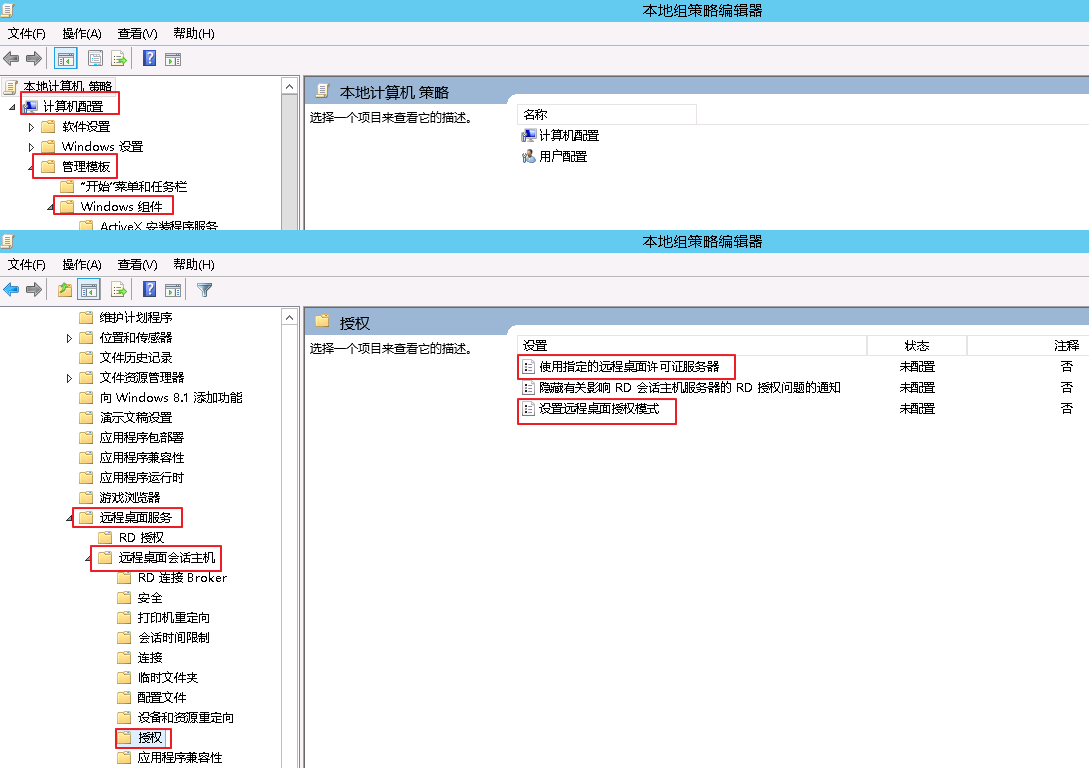 本地组策略编辑器
文件(F) 操作(A) 查看(V) 帮助(H)
本地计算机 策略
计算机配置
软件设置
Windows 设置
管理模板
"开始"菜单和任务栏
Windows 组件
ActiveX 安装程序服务
本地计算机 策略
选择一个项目来查看它的描述。
名称
计算机配置
用户配置
本地组策略编辑器
文件(F) 操作(A) 查看(V) 帮助(H)
维护计划程序
位置和传感器
文件历史记录
文件资源管理器
向 Windows 8.1 添加功能
演示文稿设置
应用程序包部署
应用程序兼容性
应用程序运行时
游戏浏览器
远程桌面服务
RD 授权
远程桌面会话主机
RD 连接 Broker
安全
打印机重定向
会话时间限制
连接
临时文件夹
配置文件
设备和资源重定向
授权
应用程序兼容性
授权
选择一个项目来查看它的描述。
设置 状态 注释
使用指定的远程桌面许可证服务器 未配置 否
隐藏有关影响 RD 会话主机服务器的 RD 授权问题的通知 未配置 否
设置远程桌面授权模式 未配置 否